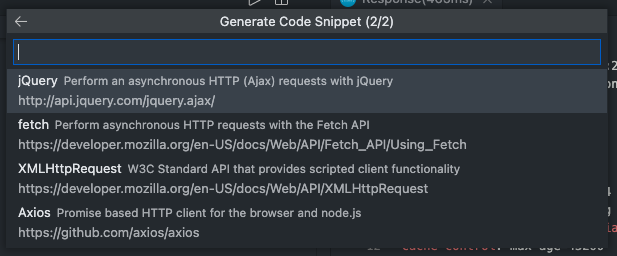 Response(463ms)
Generate Code Snippet (2/2)
jQuery Perform an asynchronous HTTP (Ajax) requests with jQuery
http://api.jquery.com/jquery.ajax/
fetch Perform asynchronous HTTP requests with the Fetch API
https://developer.mozilla.org/en-US/docs/Web/API/Fetch_API/Using_Fetch
XMLHttpRequest W3C Standard API that provides scripted client functionality
https://developer.mozilla.org/en-US/docs/Web/API/XMLHttpRequest
Axios Promise based HTTP client for the browser and node.js
https://github.com/axios/axios